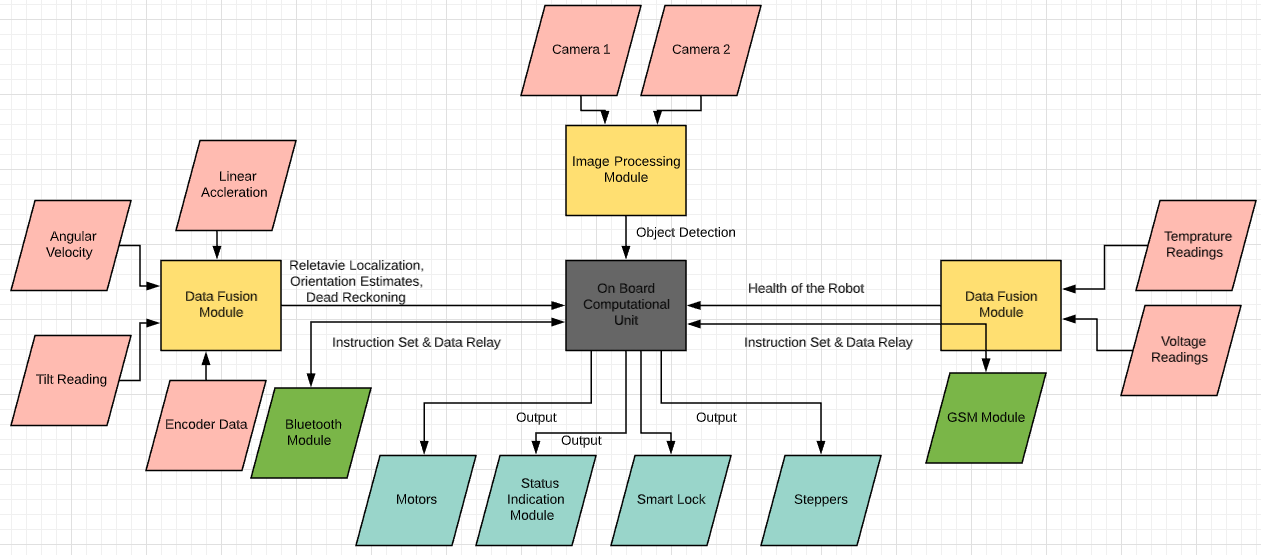 Camera 1
Camera 2
Image Processing
Module
Linear
Accleration
Angular
Velocity
Object Detection
Temprature
Readings
Reletavie Localization,
Orientation Estimates,
Dead Reckoning
Data Fusion
Module
On Board
Computational
Unit
Health of the Robot
Data Fusion
Module
Instruction Set & Data Relay
Instruction Set & Data Relay
Voltage
Readings
Tilt Reading
Encoder Data
Bluetooth
Module
Output
Output
Output
GSM Module
Motors
Status
Indication
Module
Smart Lock
Steppers